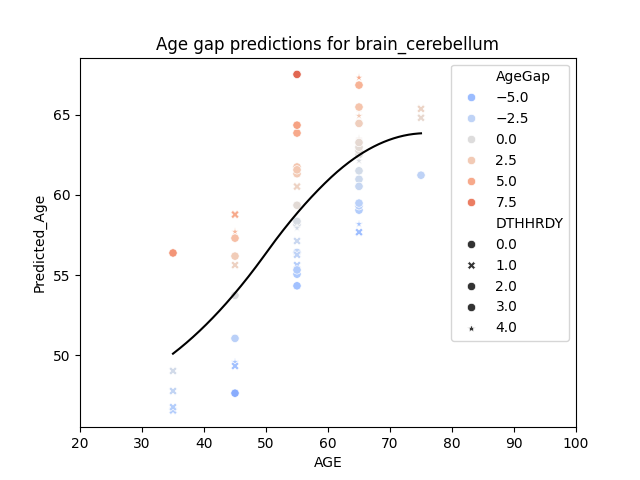 Age gap predictions for brain_cerebellum
Predicted_Age
65
60
55
50
20 30 40 50 60 70 80 90 100
AGE
AgeGap
−5.0
−2.5
0.0
2.5
5.0
7.5
DTHHRDY
0.0
1.0
2.0
3.0
4.0